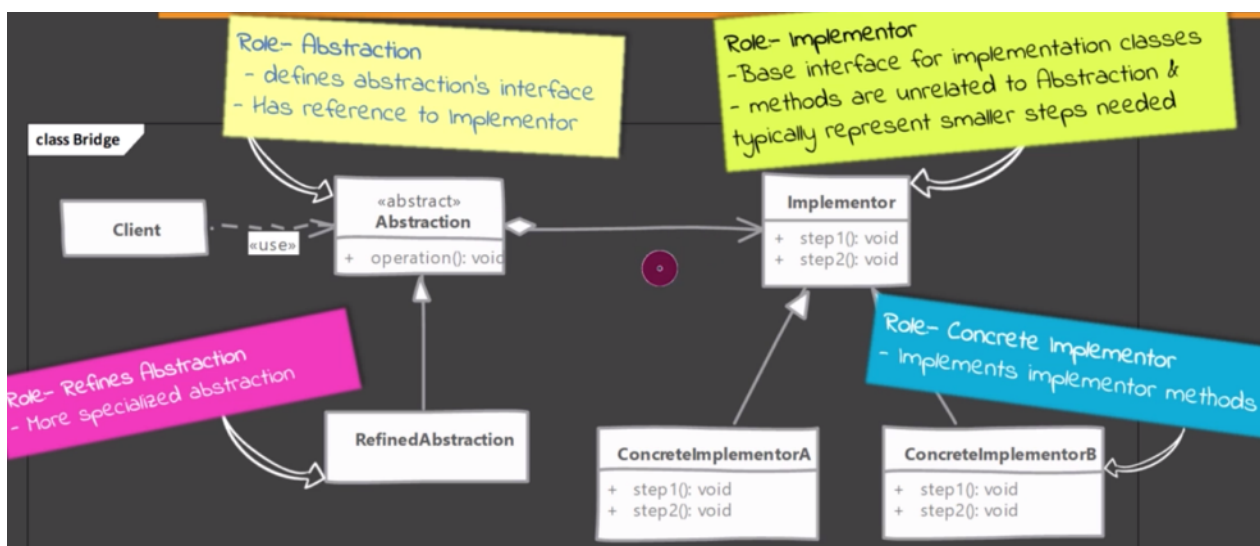 Role- Abstraction
- defines abstraction's interface
- Has reference to Implementor
Role- Implementor
-Base interface for implementation classes
- methods are unrelated to Abstraction &
typically represent smaller steps needed
class Bridge
Client
«use»
«abstract»
Abstraction
+ operation(): void
Implementor
+ step1(): void
+ step2(): void
Role- Refines Abstraction
- More specialized abstraction
Role- Concrete Implementor
- Implements implementor methods
RefinedAbstraction
ConcreteImplementorA
+ step1(): void
+ step2(): void
ConcreteImplementorB
+ step1(): void
+ step2(): void